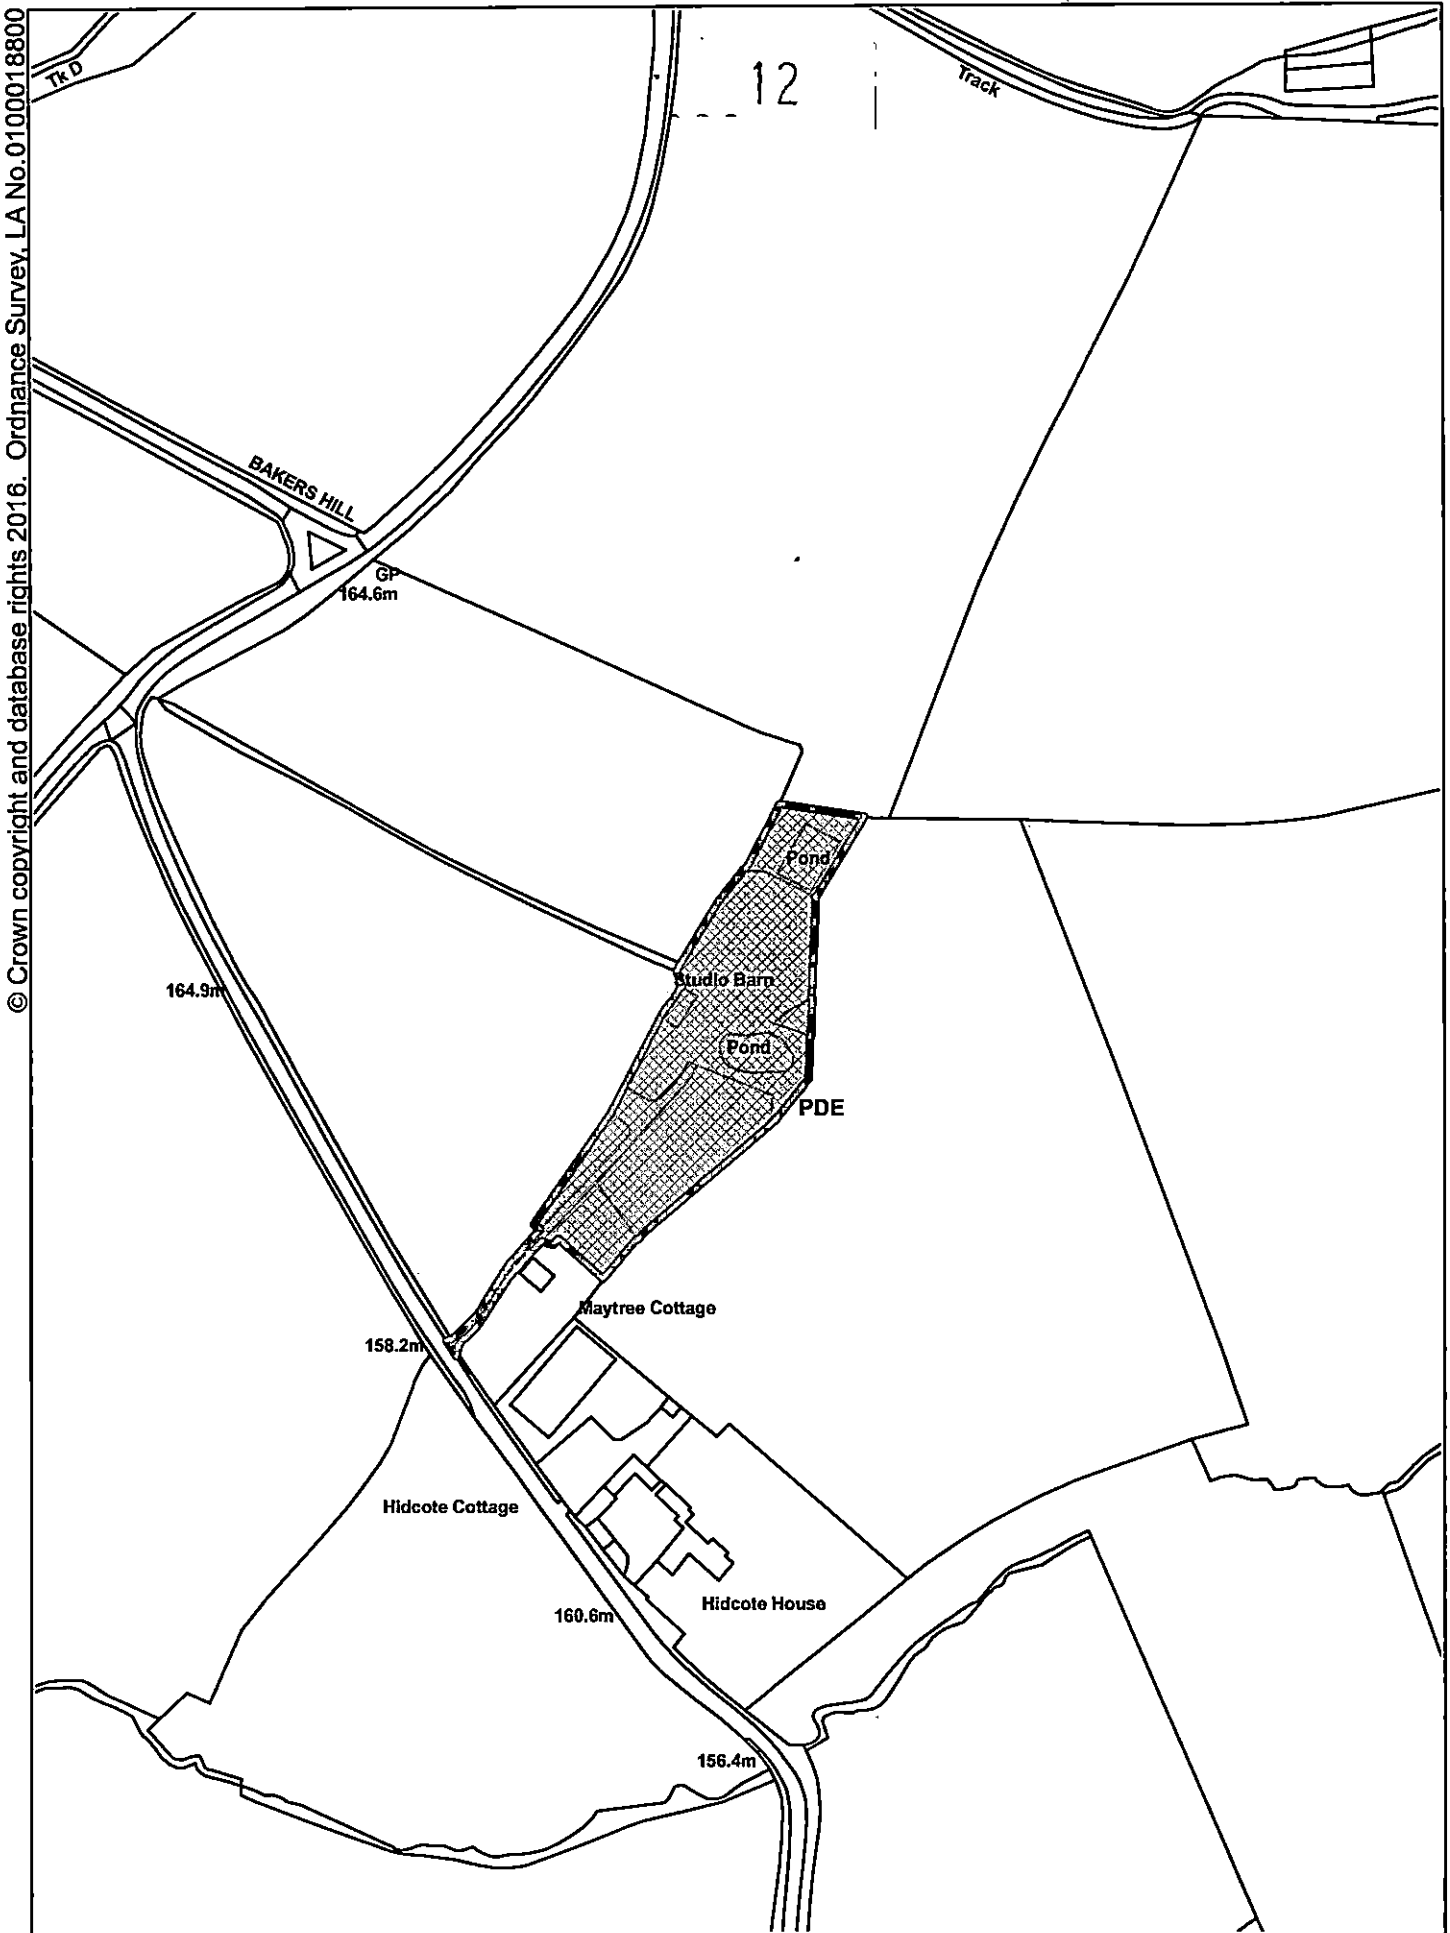 © Crown copyright and database rights 2016. Ordnance Survey, LA No.0100018800
Tk D
12
Track
BAKERS HILL
GP
164.6m
Pond
Studio Barn
164.9m
Pond
PDE
Maytree Cottage
158.2m
Hidcote Cottage
Hidcote House
160.6m
156.4m